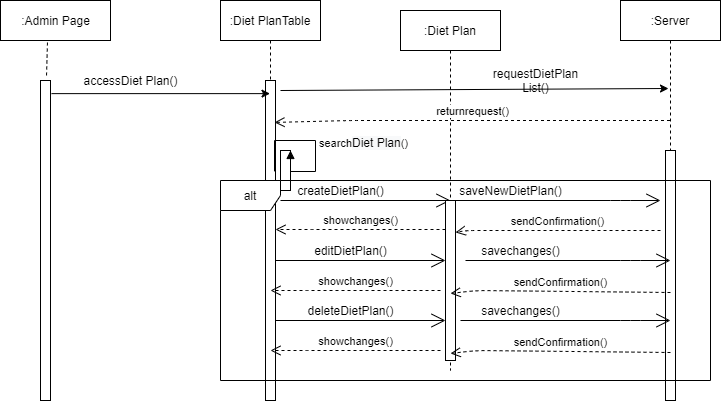 :Admin Page
:Diet PlanTable
:Diet Plan
:Server
accessDiet Plan()
requestDietPlan
List()
returnrequest()
searchDiet Plan()
alt
createDietPlan()
saveNewDietPlan()
showchanges()
sendConfirmation()
editDietPlan()
savechanges()
showchanges()
sendConfirmation()
deleteDietPlan()
savechanges()
showchanges()
sendConfirmation()